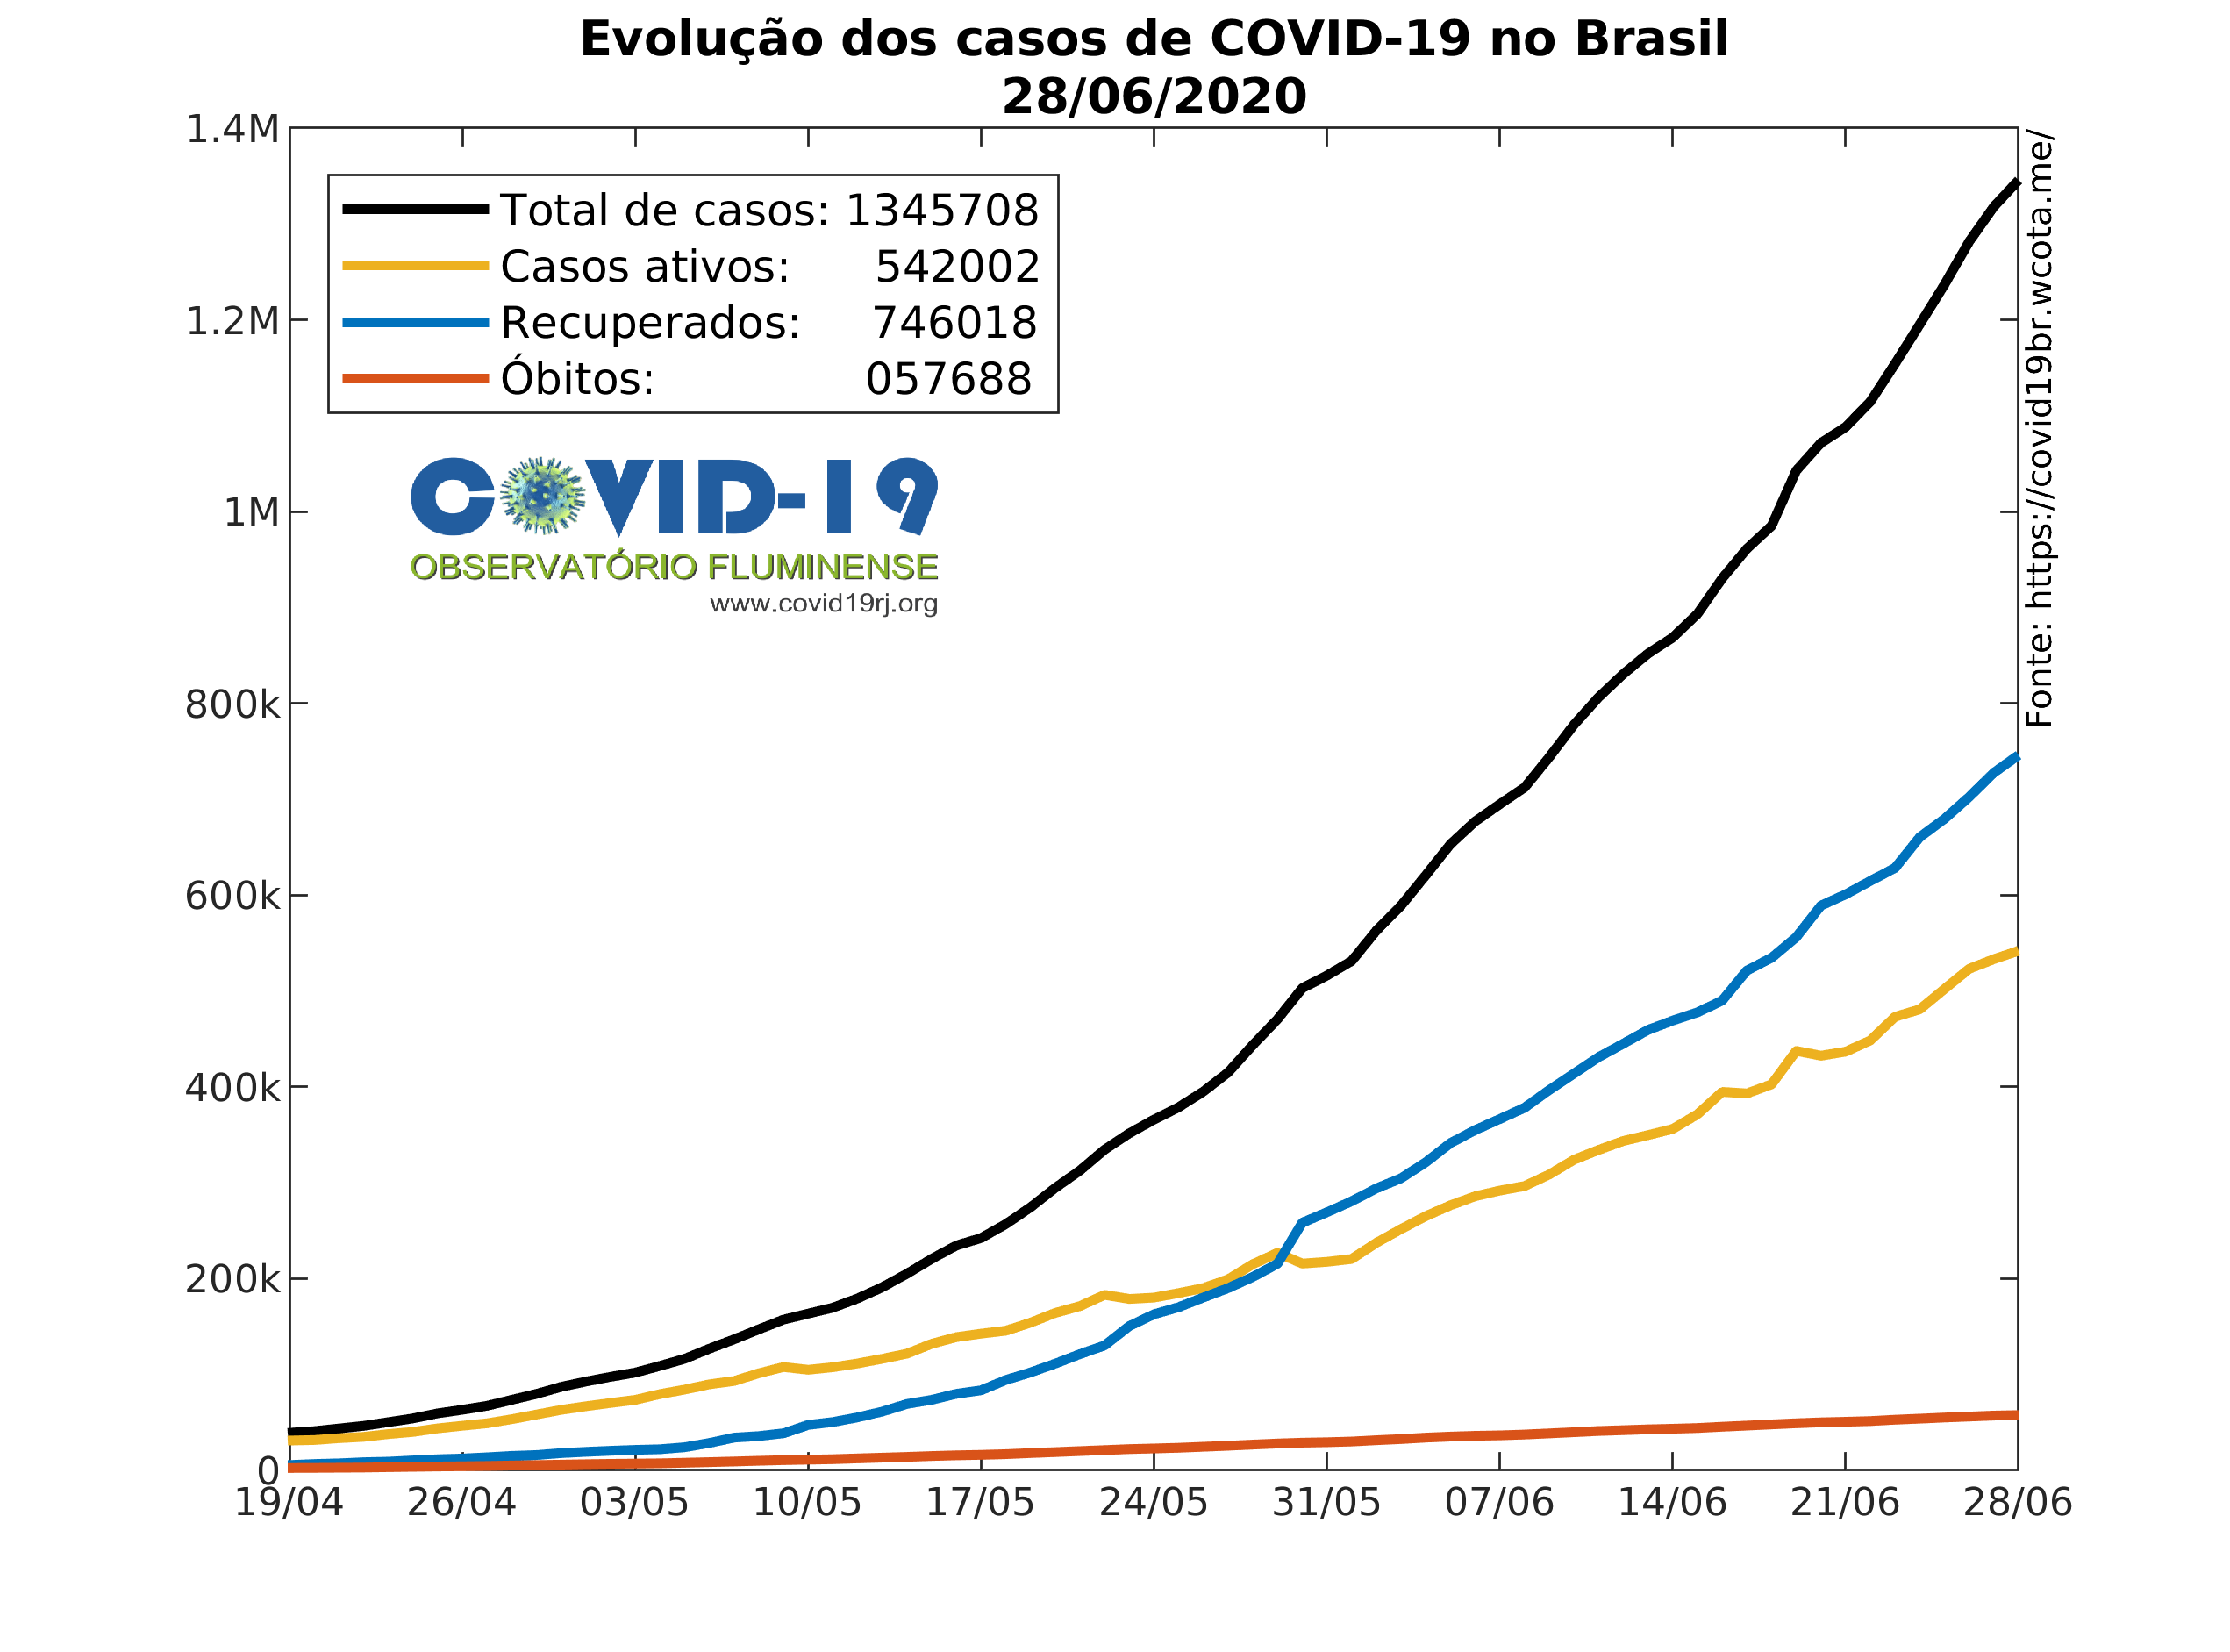 Evolução dos casos de COVID-19 no Brasil
28/06/2020
1.4M
1.2M
1M
800k
600k
400k
200k
0
Total de casos: 1345708
Casos ativos: 542002
Recuperados: 746018
Óbitos: 057688
COVID-19
OBSERVATÓRIO FLUMINENSE
www.covid19rj.org
Fonte: https://covid19br.wcota.me/
19/04 26/04 03/05 10/05 17/05 24/05 31/05 07/06 14/06 21/06 28/06